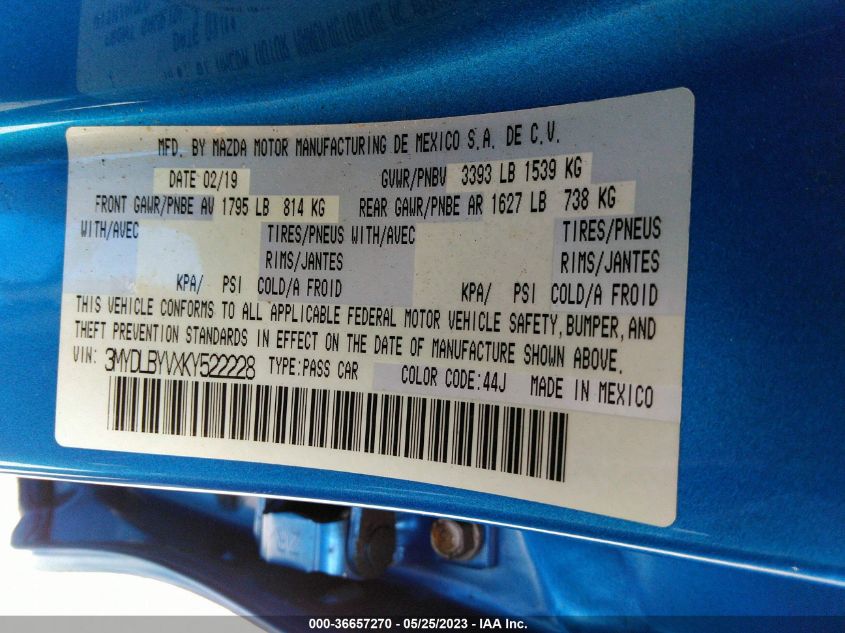 MFD. BY MAZDA MOTOR MANUFACTURING DE MEXICO S.A. DE C.V.
DATE 02/19 GVWR/PNBV 3393 LB 1539 KG
FRONT GAWR/PNBE AV 1795 LB 814 KG REAR GAWR/PNBE AR 1627 LB 738 KG
WITH/AVEC TIRES/PNEUS WITH/AVEC TIRES/PNEUS
RIMS/JANTES RIMS/JANTES
KPA/ PSI COLD/A FROID KPA/ PSI COLD/A FROID
THIS VEHICLE CONFORMS TO ALL APPLICABLE FEDERAL MOTOR VEHICLE SAFETY, BUMPER, AND
THEFT PREVENTION STANDARDS IN EFFECT ON THE DATE OF MANUFACTURE SHOWN ABOVE.
VIN: 3MYDLBYVXKY522228 TYPE:PASS CAR COLOR CODE:44J MADE IN MEXICO
000-36657270 - 05/25/2023 - IAA Inc.